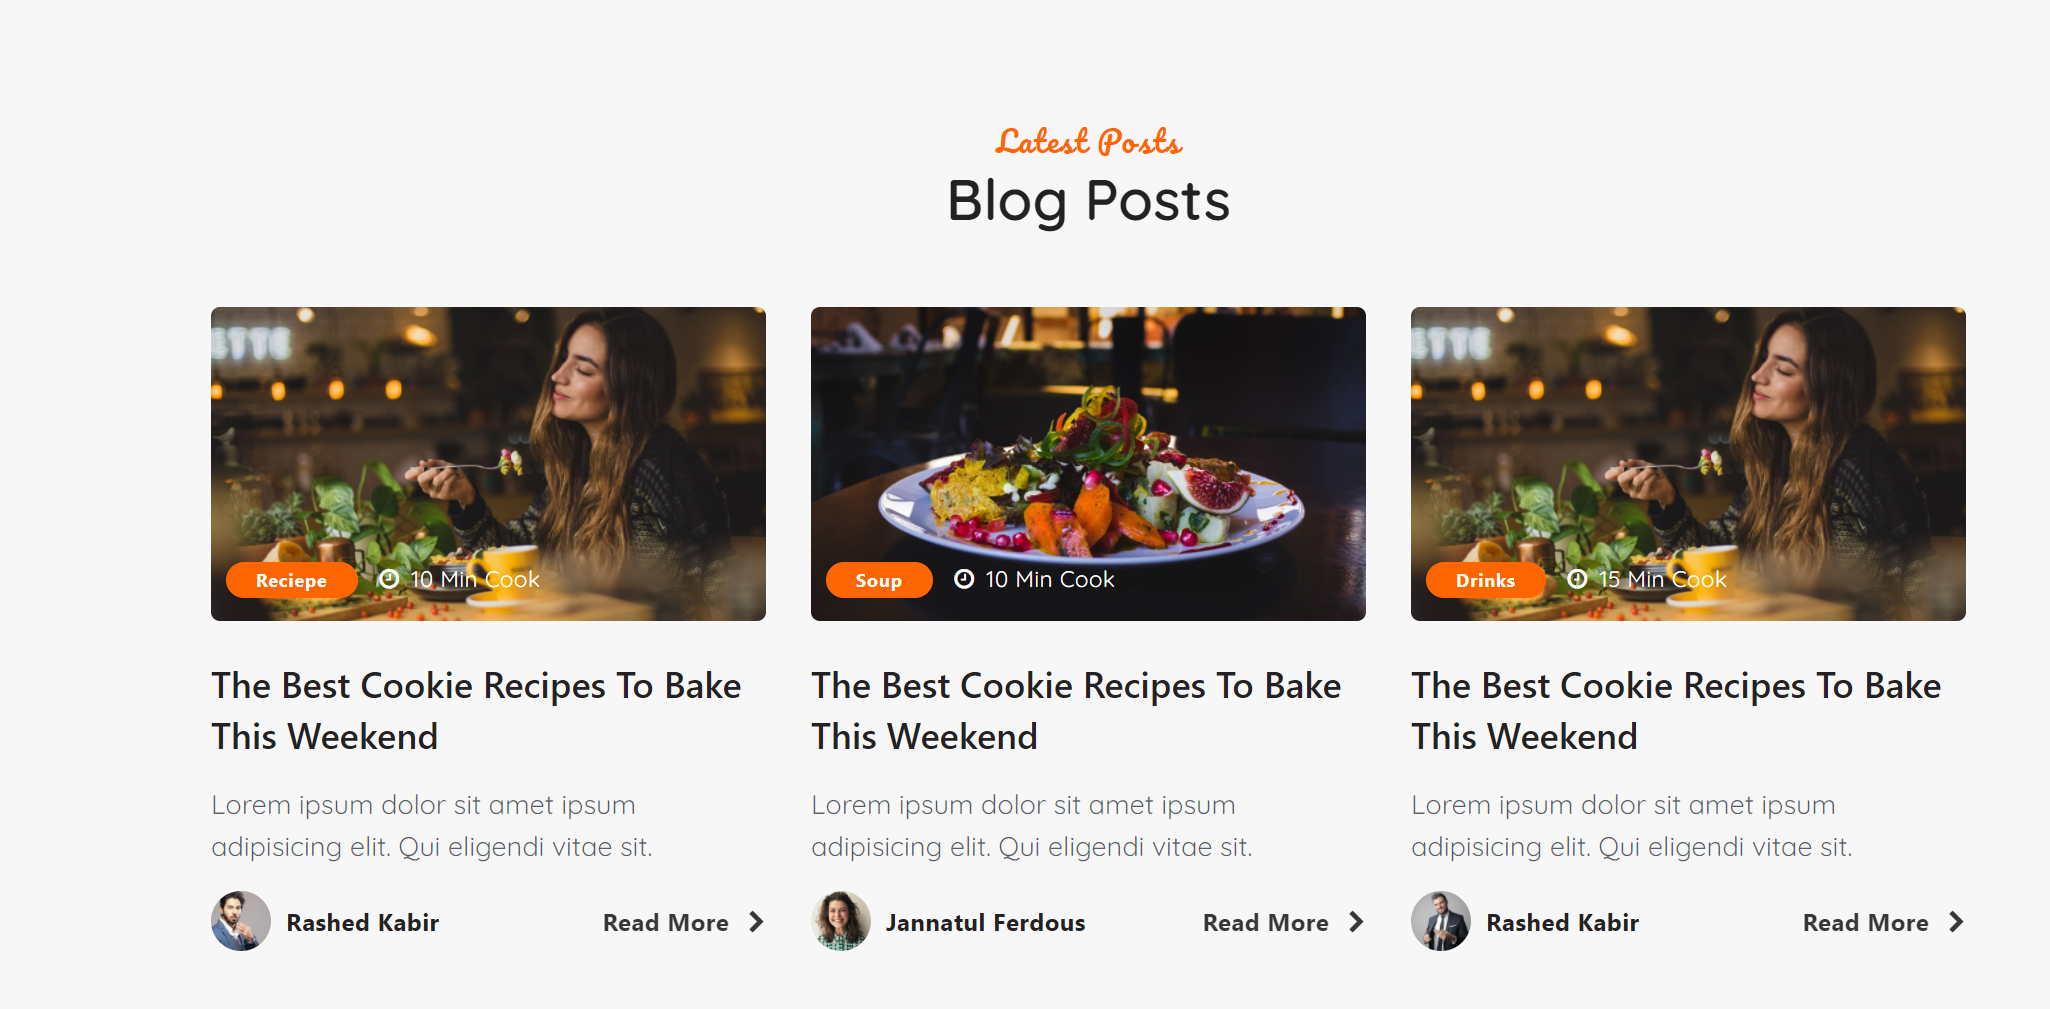 Latest Posts
Blog Posts
ETTE
Reciepe
10 Min Cook
The Best Cookie Recipes To Bake
This Weekend
Lorem ipsum dolor sit amet ipsum
adipisicing elit. Qui eligendi vitae sit.
Rashed Kabir
Read More
Soup
10 Min Cook
The Best Cookie Recipes To Bake
This Weekend
Lorem ipsum dolor sit amet ipsum
adipisicing elit. Qui eligendi vitae sit.
Jannatul Ferdous
Read More
ETTE
Drinks
15 Min Cook
The Best Cookie Recipes To Bake
This Weekend
Lorem ipsum dolor sit amet ipsum
adipisicing elit. Qui eligendi vitae sit.
Rashed Kabir
Read More